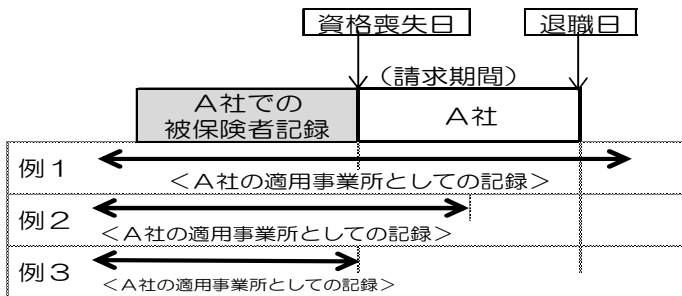 資格喪失日
退職日
（請求期間）
Ａ社での
被保険者記録
Ａ社
例１
＜Ａ社の適用事業所としての記録＞
例２
＜Ａ社の適用事業所としての記録＞
例３
＜Ａ社の適用事業所としての記録＞